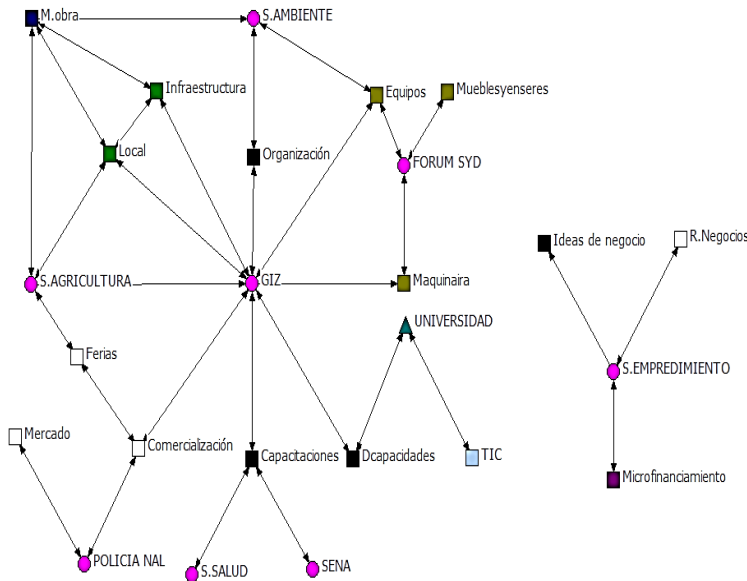 M.obra
S.AMBIENTE
Infraestructura
Equipos
Mueblesyenseres
Local
Organización
FORUM SYD
Ideas de negocio
R.Negocios
S.AGRICULTURA
GIZ
Maquinaira
UNIVERSIDAD
Ferias
S.EMPREDIMIENTO
Mercado
Comercialización
Capacitaciones
Dcapacidades
TIC
Microfinanciamiento
POLICIA NAL
S.SALUD
SENA